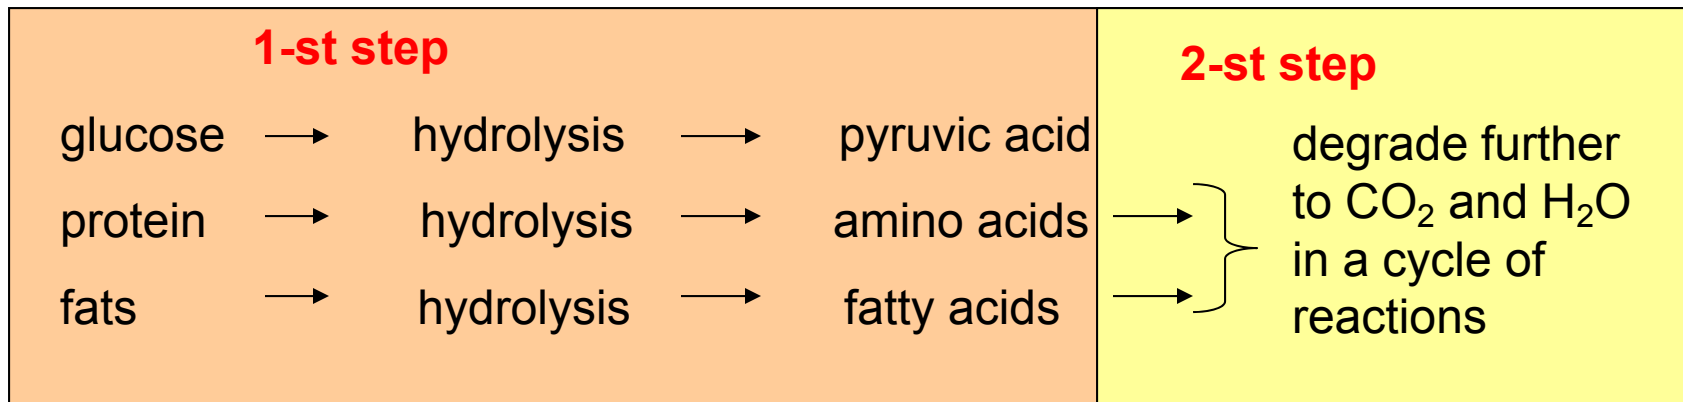 1-st step
glucose hydrolysis pyruvic acid
protein hydrolysis amino acids
fats hydrolysis fatty acids
2-st step
degrade further
to CO₂ and H₂O
in a cycle of
reactions